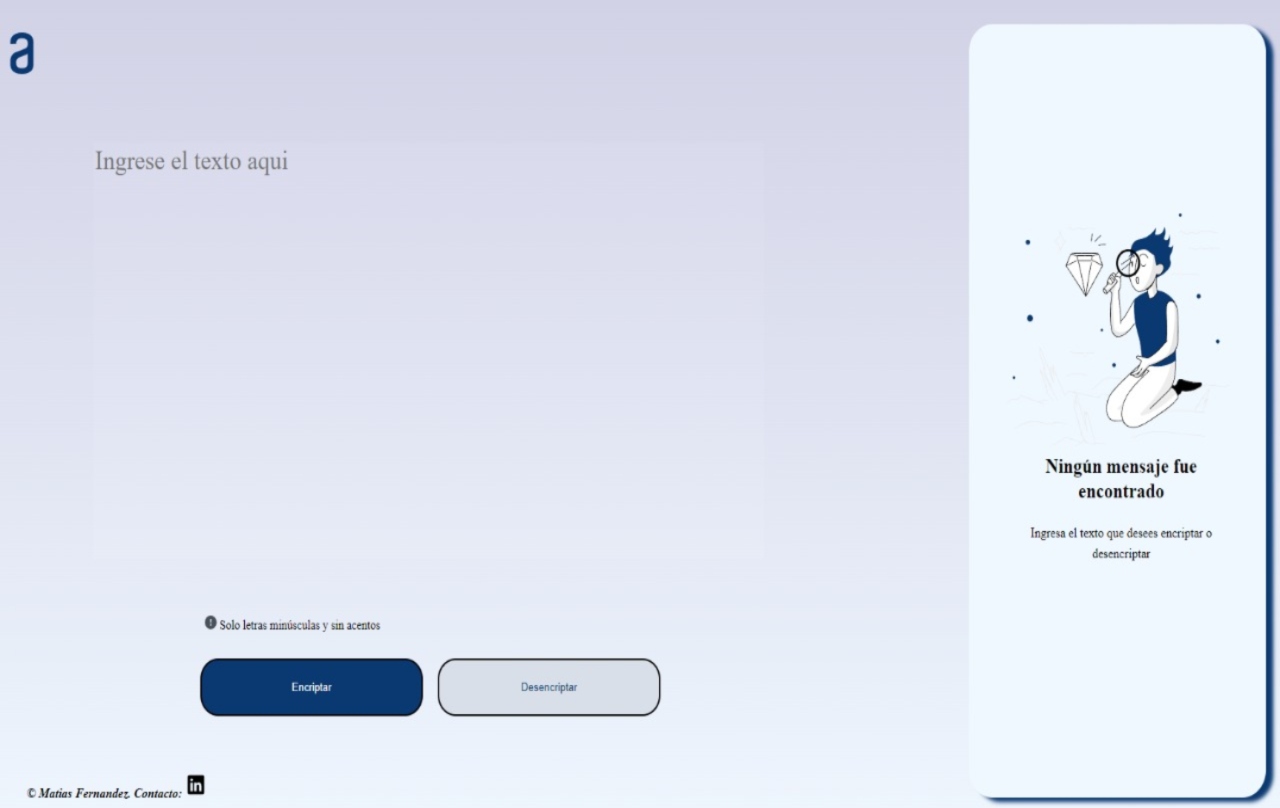 a
Ingrese el texto aqui
Ningún mensaje fue
encontrado
Ingresa el texto que desees encriptar o
desencriptar
Solo letras minúsculas y sin acentos
Encriptar
Desencriptar
© Matias Fernandez. Contacto: in